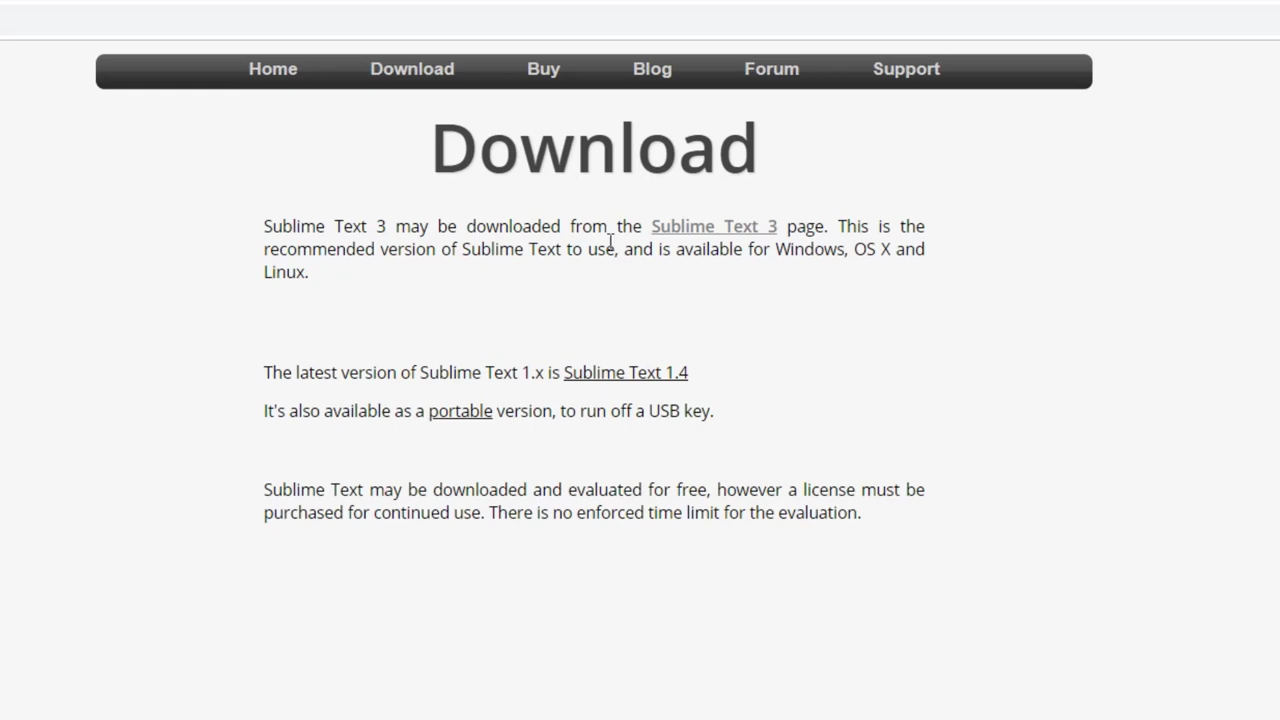 Home Download Buy Blog Forum Support
Download
Sublime Text 3 may be downloaded from the Sublime Text 3 page. This is the
recommended version of Sublime Text to use, and is available for Windows, OS X and
Linux.
The latest version of Sublime Text 1.x is Sublime Text 1.4
It's also available as a portable version, to run off a USB key.
Sublime Text may be downloaded and evaluated for free, however a license must be
purchased for continued use. There is no enforced time limit for the evaluation.